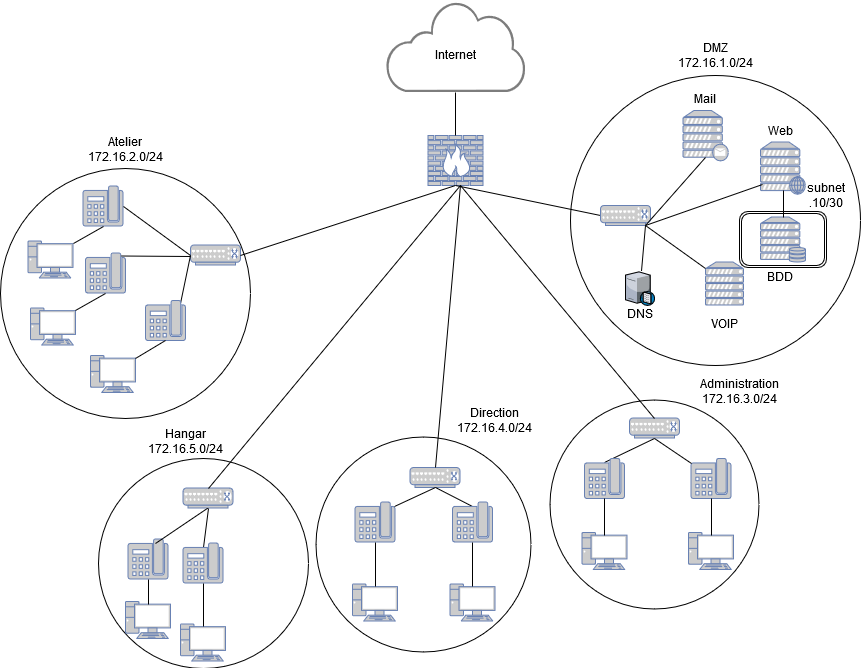 Internet
DMZ
172.16.1.0/24
Mail
Web
subnet
.10/30
BDD
DNS
VOIP
Atelier
172.16.2.0/24
Administration
172.16.3.0/24
Direction
172.16.4.0/24
Hangar
172.16.5.0/24